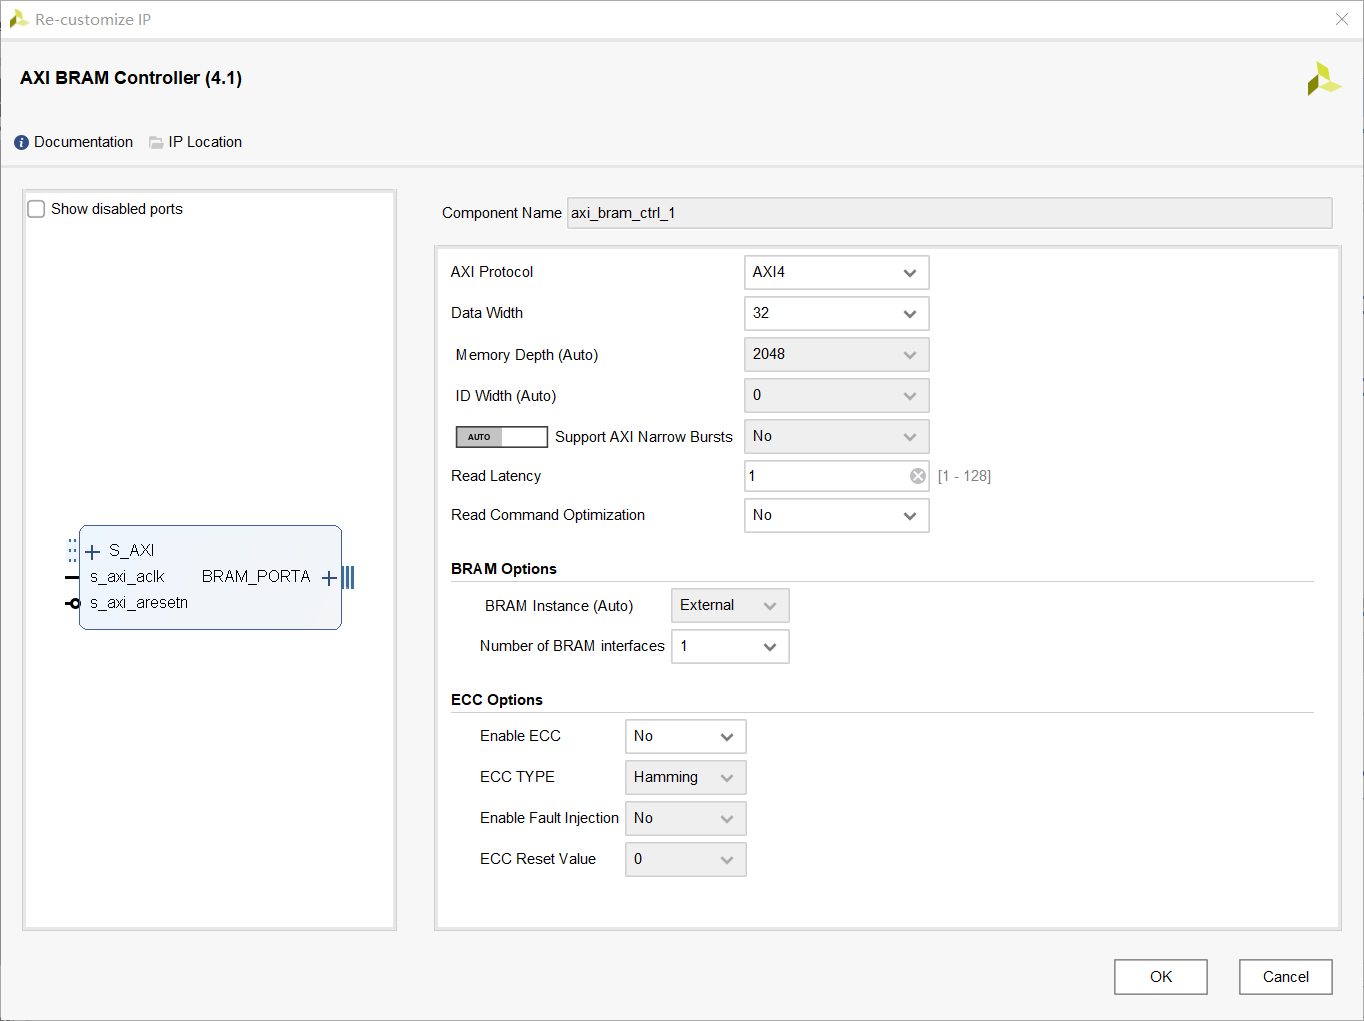 Re-customize IP
AXI BRAM Controller (4.1)
Documentation IP Location
Show disabled ports
S_AXI
s_axi_aclk BRAM_PORTA
s_axi_aresetn
Component Name axi_bram_ctrl_1
AXI Protocol AXI4
Data Width 32
Memory Depth (Auto) 2048
ID Width (Auto) 0
AUTO Support AXI Narrow Bursts No
Read Latency 1 [1 - 128]
Read Command Optimization No
BRAM Options
BRAM Instance (Auto) External
Number of BRAM interfaces 1
ECC Options
Enable ECC No
ECC TYPE Hamming
Enable Fault Injection No
ECC Reset Value 0
OK Cancel